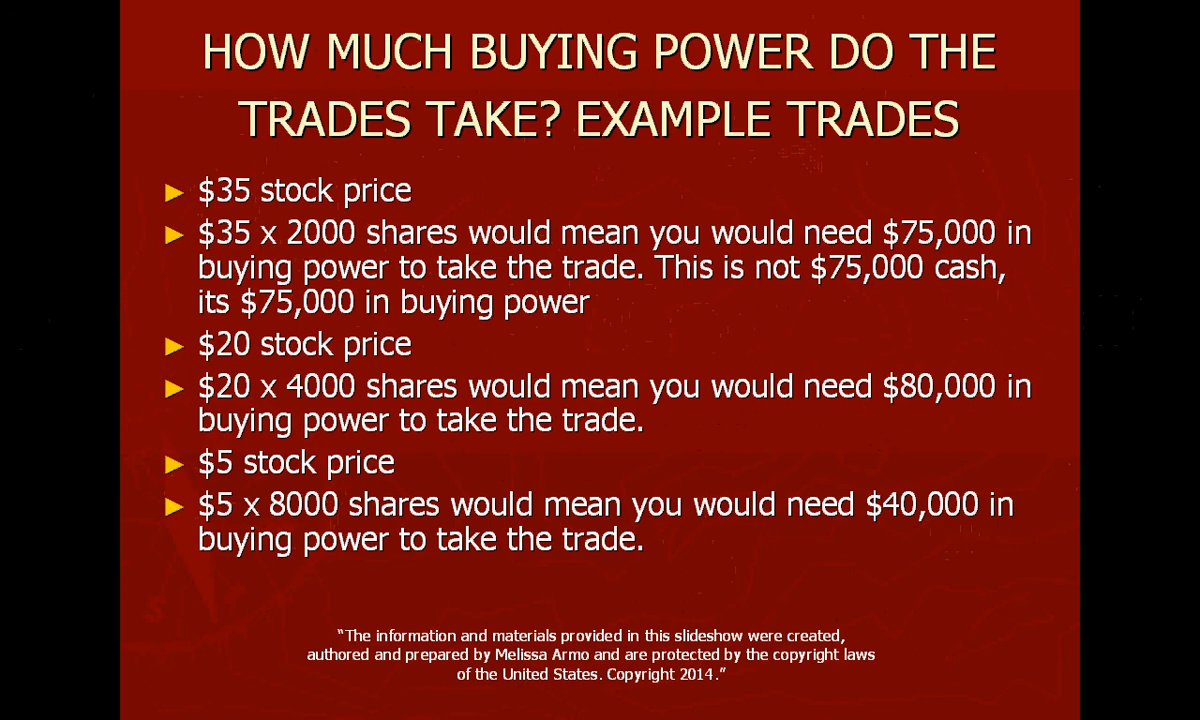 HOW MUCH BUYING POWER DO THE
TRADES TAKE? EXAMPLE TRADES
► $35 stock price
► $35 x 2000 shares would mean you would need $75,000 in
buying power to take the trade. This is not $75,000 cash,
its $75,000 in buying power
► $20 stock price
► $20 x 4000 shares would mean you would need $80,000 in
buying power to take the trade.
► $5 stock price
► $5 x 8000 shares would mean you would need $40,000 in
buying power to take the trade.
“The information and materials provided in this slideshow were created,
authored and prepared by Melissa Armo and are protected by the copyright laws
of the United States. Copyright 2014.”